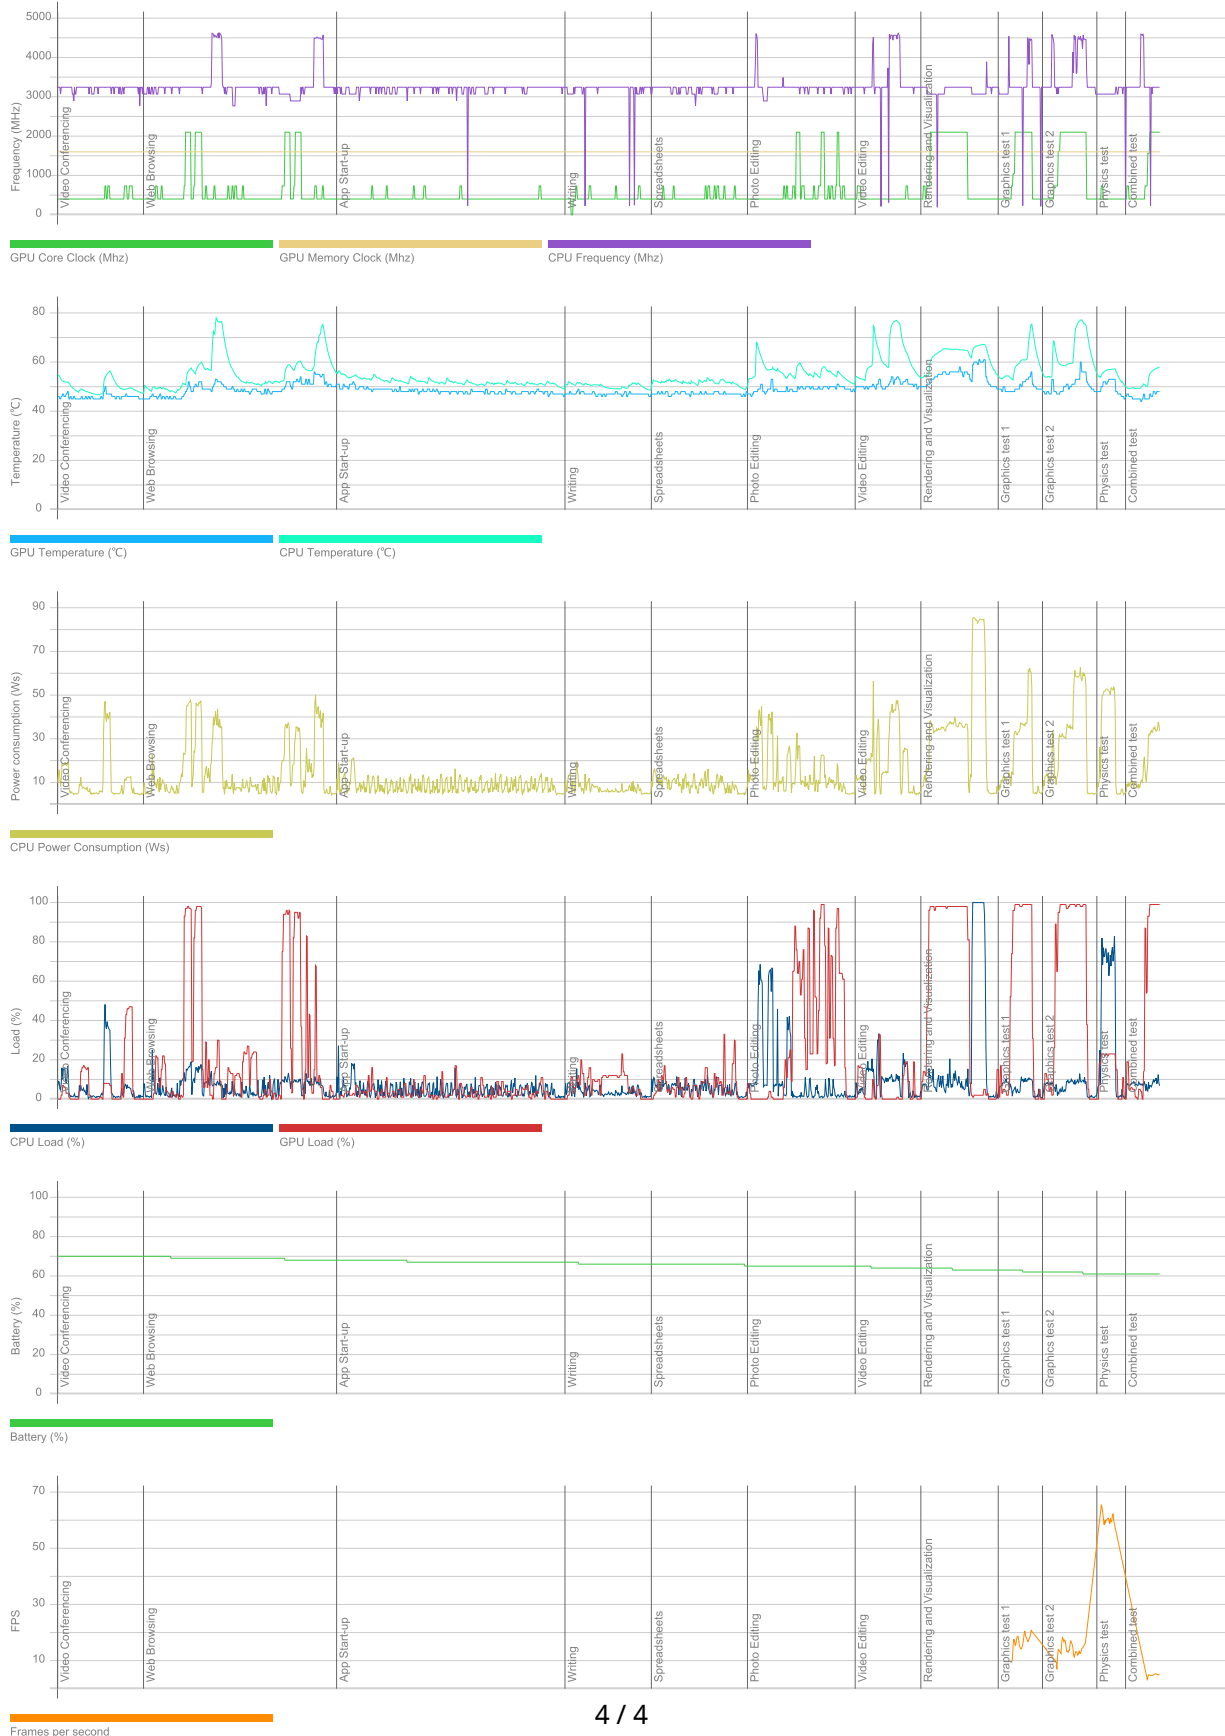 5000
4000
3000
2000
1000
0
Frequency (MHz)
Video Conferencing
Web Browsing
App Start-up
Writing
Spreadsheets
Photo Editing
Video Editing
Rendering and Visualization
Graphics test 1
Graphics test 2
Physics test
Combined test
GPU Core Clock (Mhz)
GPU Memory Clock (Mhz)
CPU Frequency (Mhz)
80
60
40
20
0
Temperature (°C)
Video Conferencing
Web Browsing
App Start-up
Writing
Spreadsheets
Photo Editing
Video Editing
Rendering and Visualization
Graphics test 1
Graphics test 2
Physics test
Combined test
GPU Temperature (°C)
CPU Temperature (°C)
90
70
50
30
10
Power consumption (Ws)
Video Conferencing
Web Browsing
App Start-up
Writing
Spreadsheets
Photo Editing
Video Editing
Rendering and Visualization
Graphics test 1
Graphics test 2
Physics test
Combined test
CPU Power Consumption (Ws)
100
80
60
40
20
0
Load (%)
Video Conferencing
Web Browsing
App Start-up
Writing
Spreadsheets
Photo Editing
Video Editing
Rendering and Visualization
Graphics test 1
Graphics test 2
Physics test
Combined test
CPU Load (%)
GPU Load (%)
100
80
60
40
20
0
Battery (%)
Video Conferencing
Web Browsing
App Start-up
Writing
Spreadsheets
Photo Editing
Video Editing
Rendering and Visualization
Graphics test 1
Graphics test 2
Physics test
Combined test
Battery (%)
70
50
30
10
FPS
Video Conferencing
Web Browsing
App Start-up
Writing
Spreadsheets
Photo Editing
Video Editing
Rendering and Visualization
Graphics test 1
Graphics test 2
Physics test
Combined test
Frames per second
4 / 4